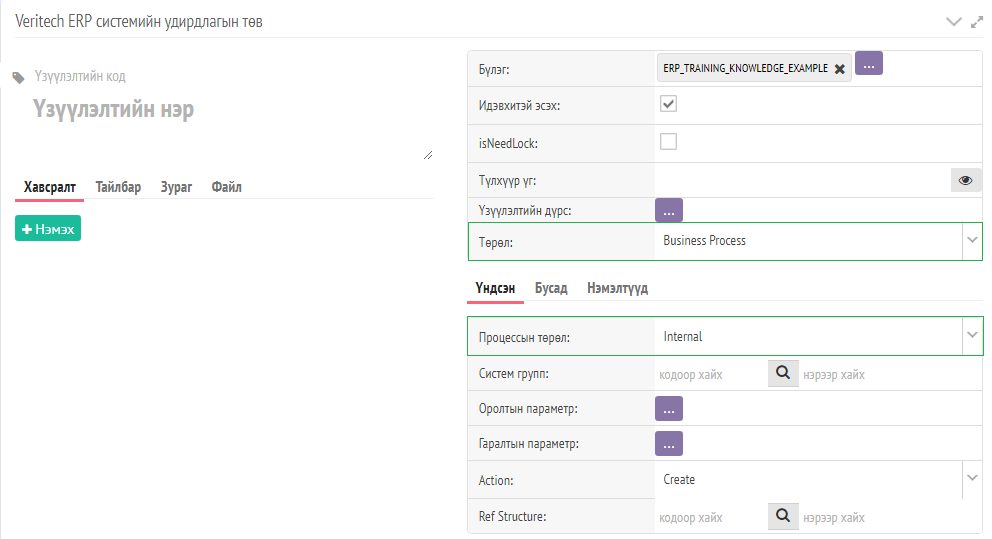 Veritech ERP системийн удирдлагын төв
Үзүүлэлтийн код
Үзүүлэлтийн нэр
Хавсралт Тайлбар Зураг Файл
+ Нэмэх
Бүлэг: ERP_TRAINING_KNOWLEDGE_EXAMPLE ...
Идэвхитэй эсэх:
isNeedLock:
Түлхүүр үг:
Үзүүлэлтийн дүрс: ...
Төрөл: Business Process
Үндсэн Бусад Нэмэлтүүд
Процессын төрөл: Internal
Систем групп: кодоор хайх нэрээр хайх
Оролтын параметр: ...
Гаралтын параметр: ...
Action: Create
Ref Structure: кодоор хайх нэрээр хайх